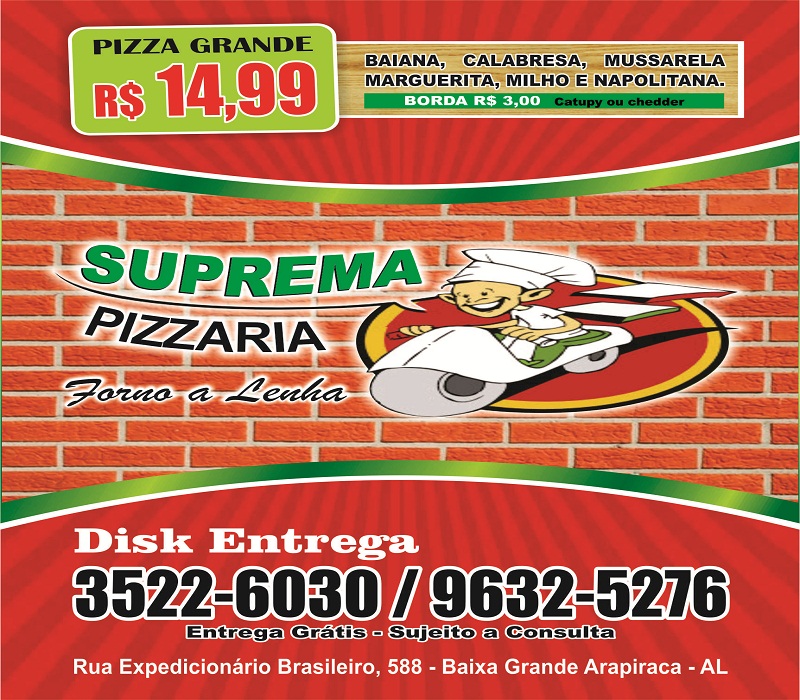 PIZZA GRANDE
R$ 14,99
BAIANA, CALABRESA, MUSSARELA
MARGUERITA, MILHO E NAPOLITANA.
BORDA R$ 3,00 Catupy ou chedder
SUPREMA
PIZZARIA
Forno a Lenha
Disk Entrega
3522-6030 / 9632-5276
Entrega Grátis - Sujeito a Consulta
Rua Expedicionário Brasileiro, 588 - Baixa Grande Arapiraca - AL